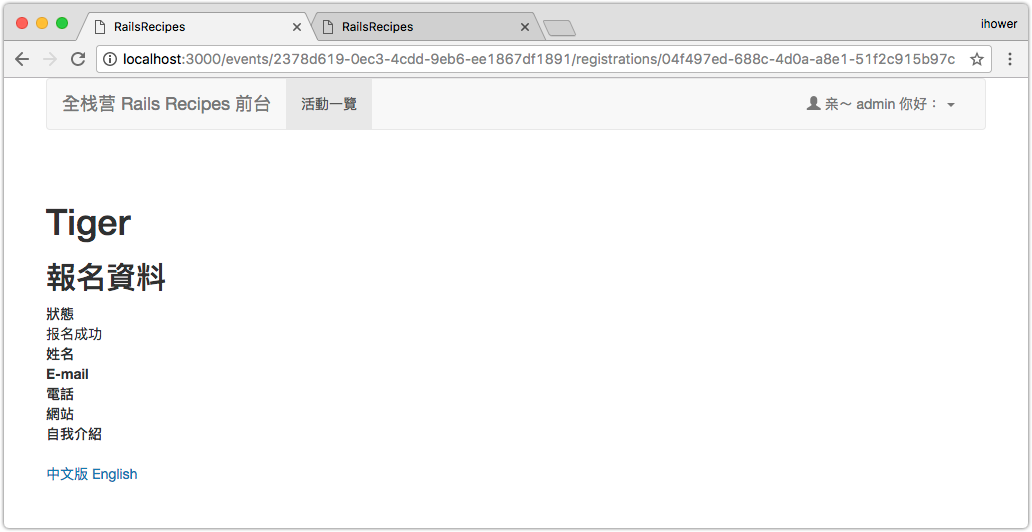 RailsRecipes
RailsRecipes
ihower
localhost:3000/events/2378d619-0ec3-4cdd-9eb6-ee1867df1891/registrations/04f497ed-688c-4d0a-a8e1-51f2c915b97c
全栈营 Rails Recipes 前台 活動一覽 亲～ admin 你好：
Tiger
報名資料
狀態
报名成功
姓名
E-mail
電話
網站
自我介紹
中文版 English